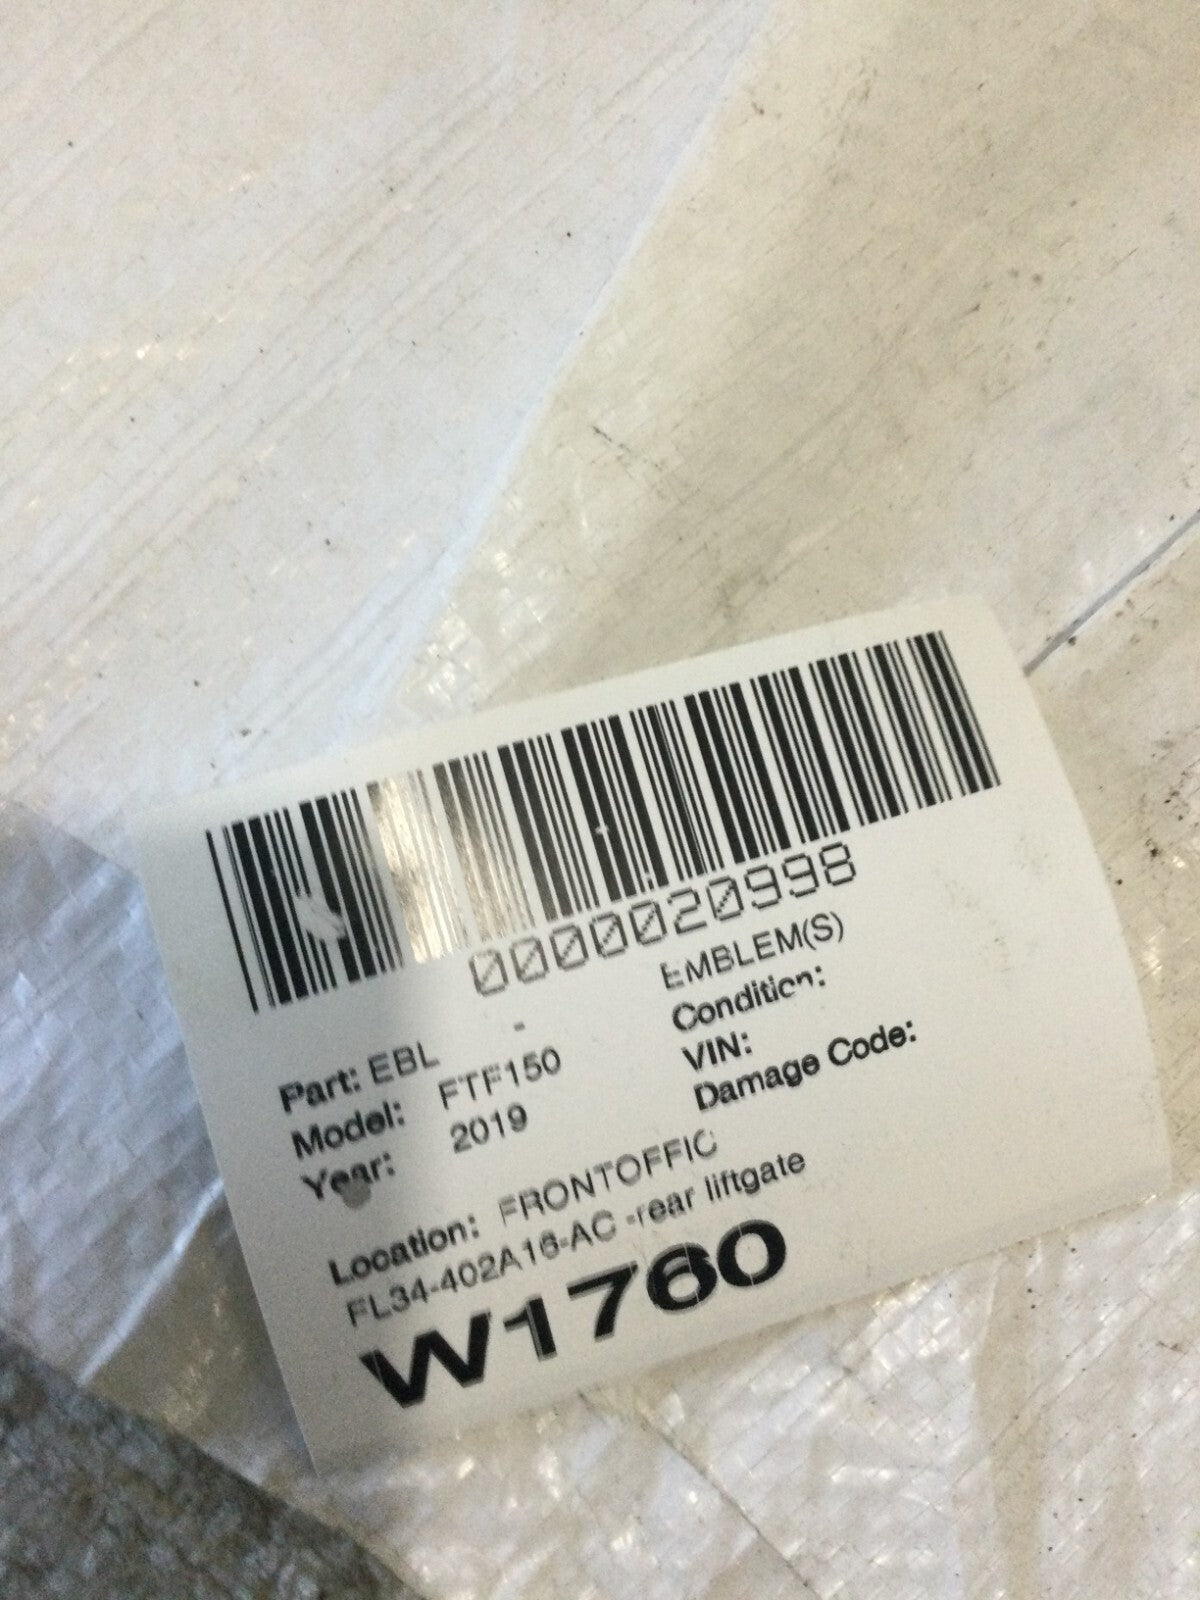 0000020998
Part: EBL - EMBLEM(S)
Model: FTF150 Condition:
Year: 2019 VIN:
Damage Code:
Location: FRONTOFFIC
FL34-402A16-AC -rear liftgate
W1760